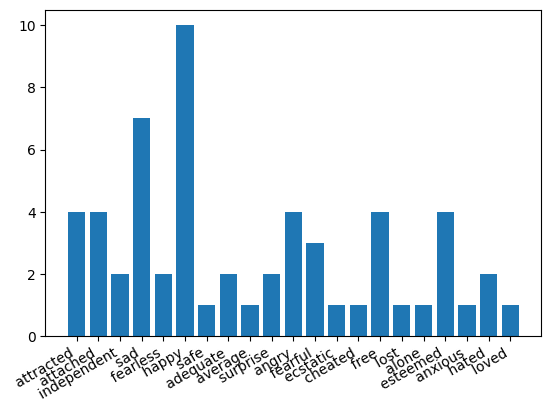 10
8
6
4
2
0
attracted
attached
independent
sad
fearless
happy
safe
adequate
average
surprise
angry
fearful
ecstatic
cheated
free
lost
alone
esteemed
anxious
hated
loved